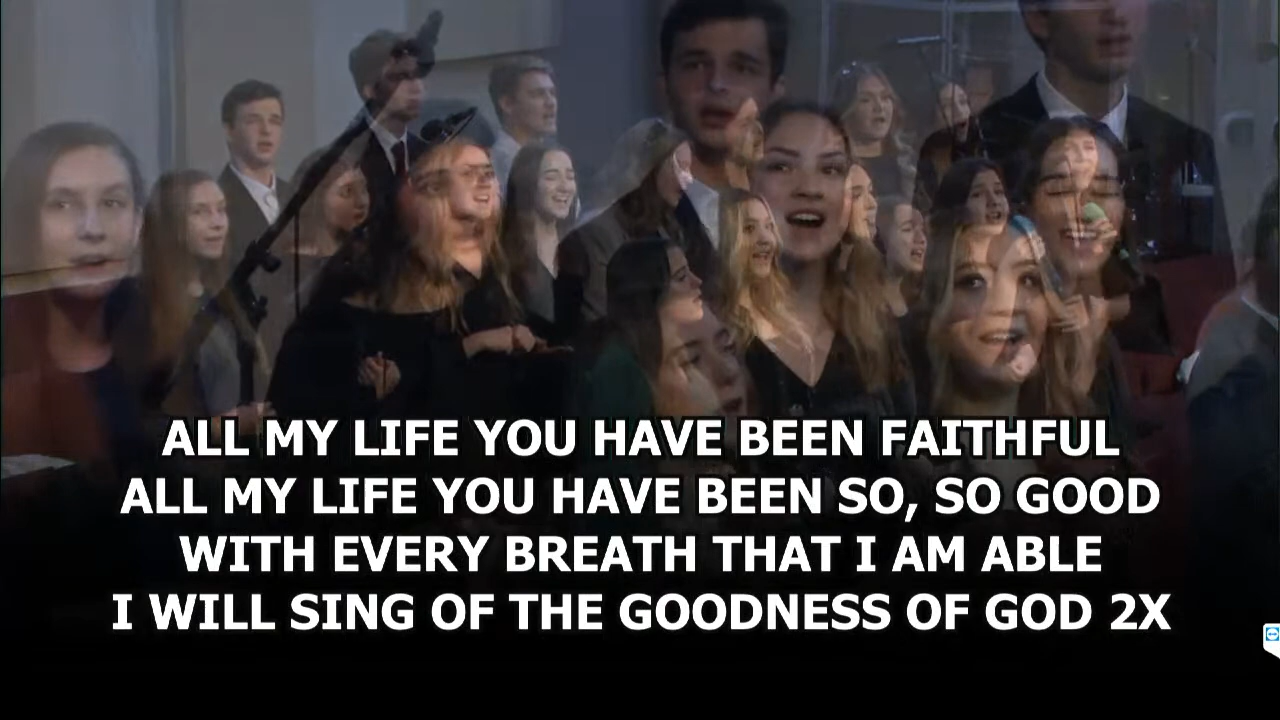 ALL MY LIFE YOU HAVE BEEN FAITHFUL
ALL MY LIFE YOU HAVE BEEN SO, SO GOOD
WITH EVERY BREATH THAT I AM ABLE
I WILL SING OF THE GOODNESS OF GOD 2X